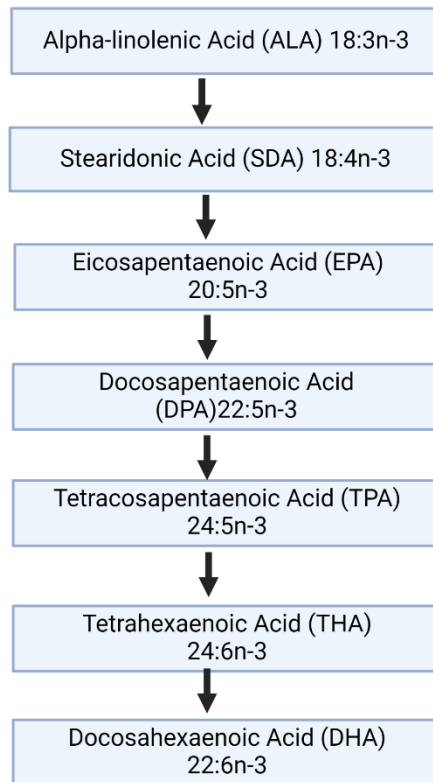 Alpha-linolenic Acid (ALA) 18:3n-3
Stearidonic Acid (SDA) 18:4n-3
Eicosapentaenoic Acid (EPA)
20:5n-3
Docosapentaenoic Acid
(DPA)22:5n-3
Tetracosapentaenoic Acid (TPA)
24:5n-3
Tetrahexaenoic Acid (THA)
24:6n-3
Docosahexaenoic Acid (DHA)
22:6n-3